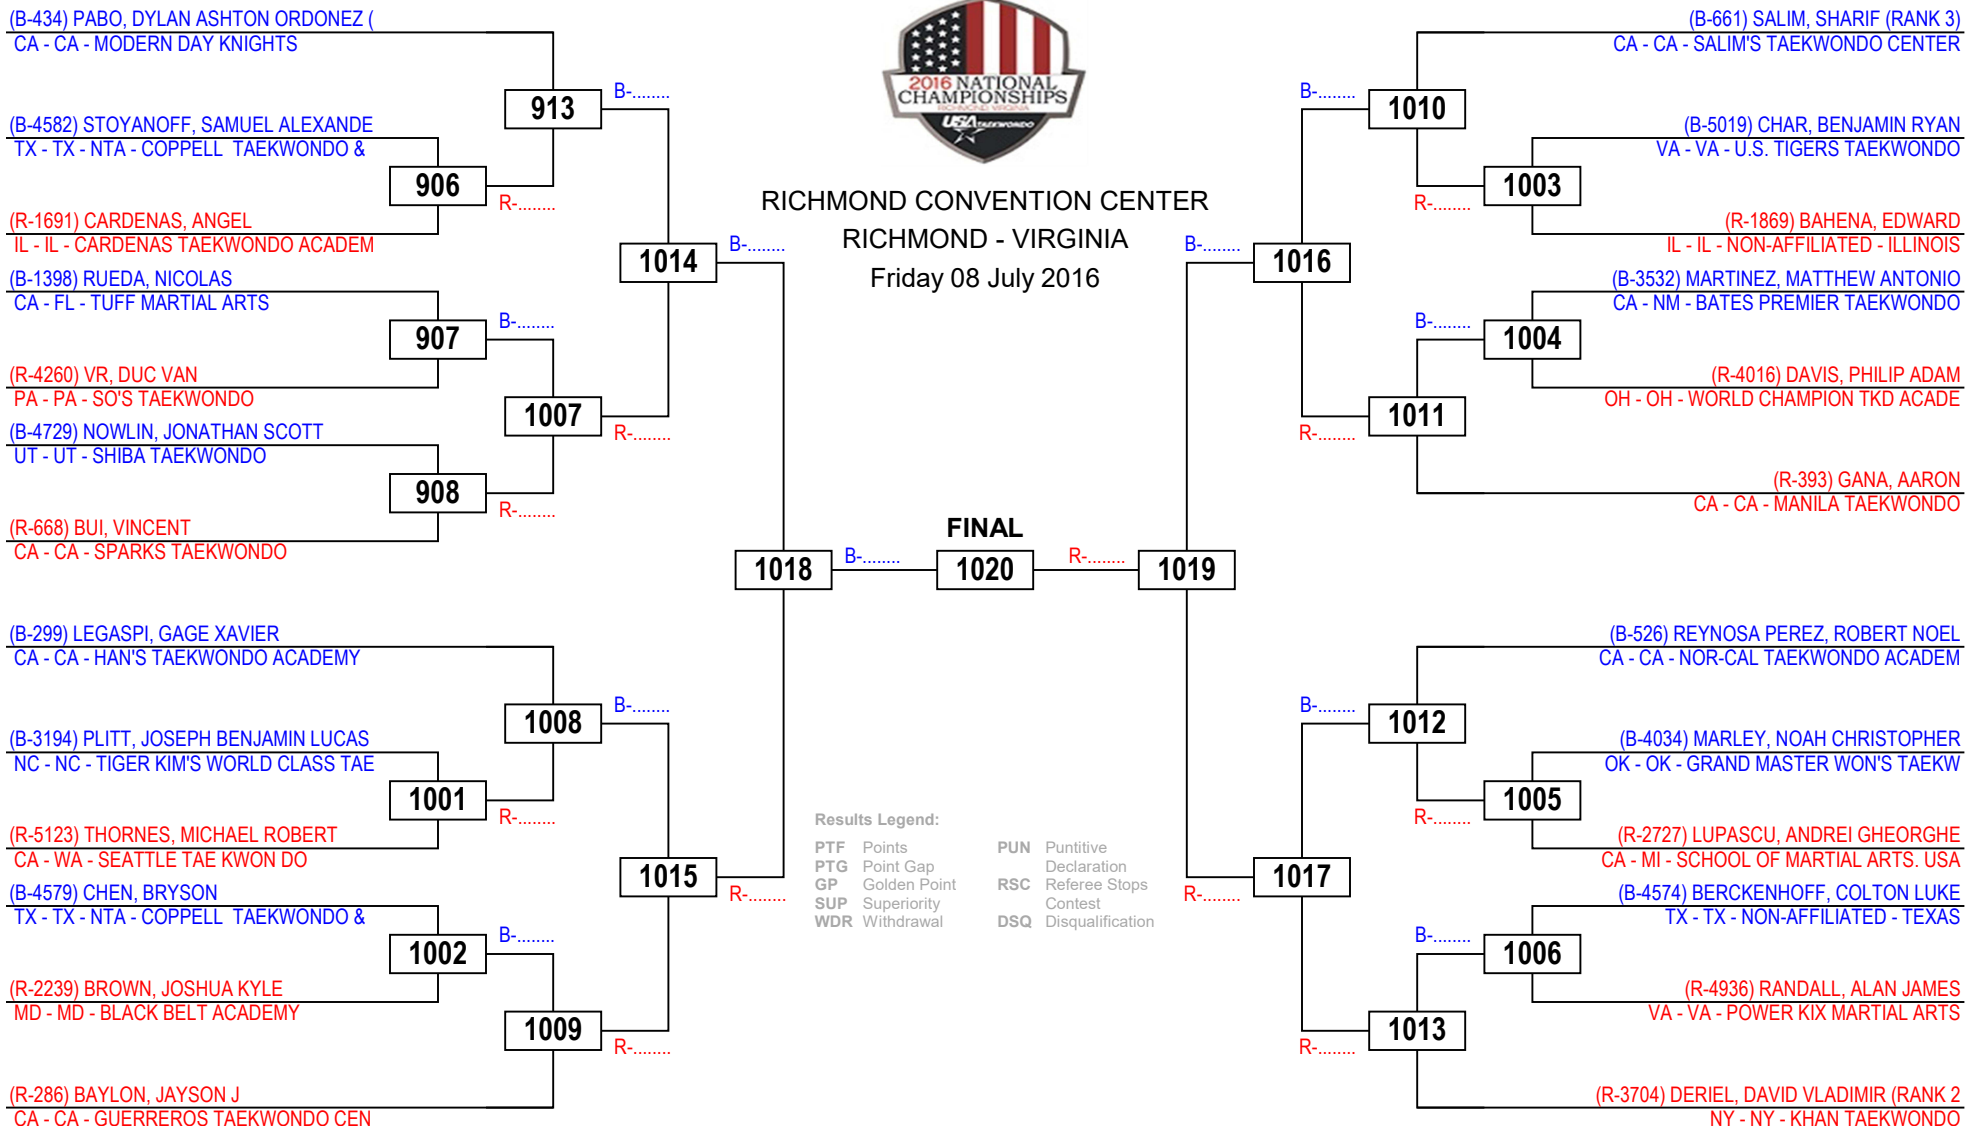 (B-434) PABO, DYLAN ASHTON ORDONEZ (
CA - CA - MODERN DAY KNIGHTS
(B-4582) STOYANOFF, SAMUEL ALEXANDE
TX - TX - NTA - COPPELL  TAEKWONDO &
(R-1691) CARDENAS, ANGEL
IL - IL - CARDENAS TAEKWONDO ACADEM
(B-1398) RUEDA, NICOLAS
CA - FL - TUFF MARTIAL ARTS
(R-4260) VR, DUC VAN
PA - PA - SO'S TAEKWONDO
(B-4729) NOWLIN, JONATHAN SCOTT
UT - UT - SHIBA TAEKWONDO
(R-668) BUI, VINCENT
CA - CA - SPARKS TAEKWONDO
(B-299) LEGASPI, GAGE XAVIER
CA - CA - HAN'S TAEKWONDO ACADEMY
(B-3194) PLITT, JOSEPH BENJAMIN LUCAS
NC - NC - TIGER KIM'S WORLD CLASS TAE
(R-5123) THORNES, MICHAEL ROBERT
CA - WA - SEATTLE TAE KWON DO
(B-4579) CHEN, BRYSON
TX - TX - NTA - COPPELL  TAEKWONDO &
(R-2239) BROWN, JOSHUA KYLE
MD - MD - BLACK BELT ACADEMY
(R-286) BAYLON, JAYSON J
CA - CA - GUERREROS TAEKWONDO CEN
906
R-........
907
B-........
908
R-........
1001
R-........
1002
B-........
913
B-........
1007
R-........
1008
B-........
1009
R-........
1014
B-........
1015
R-........
1018
B-........
2016 NATIONAL
CHAMPIONSHIPS
RICHMOND, VIRGINIA
USA TAEKWONDO
RICHMOND CONVENTION CENTER
RICHMOND - VIRGINIA
Friday 08 July 2016
FINAL
1020
Results Legend:
PTF Points
PTG Point Gap
GP Golden Point
SUP Superiority
WDR Withdrawal
PUN Puntitive
Declaration
RSC Referee Stops
Contest
DSQ Disqualification
R-........
1019
B-........
1016
R-........
1017
B-........
1010
R-........
1011
B-........
1012
R-........
1013
R-........
1003
B-........
1004
R-........
1005
B-........
1006
(B-661) SALIM, SHARIF (RANK 3)
CA - CA - SALIM'S TAEKWONDO CENTER
(B-5019) CHAR, BENJAMIN RYAN
VA - VA - U.S. TIGERS TAEKWONDO
(R-1869) BAHENA, EDWARD
IL - IL - NON-AFFILIATED - ILLINOIS
(B-3532) MARTINEZ, MATTHEW ANTONIO
CA - NM - BATES PREMIER TAEKWONDO
(R-4016) DAVIS, PHILIP ADAM
OH - OH - WORLD CHAMPION TKD ACADE
(R-393) GANA, AARON
CA - CA - MANILA TAEKWONDO
(B-526) REYNOSA PEREZ, ROBERT NOEL
CA - CA - NOR-CAL TAEKWONDO ACADEM
(B-4034) MARLEY, NOAH CHRISTOPHER
OK - OK - GRAND MASTER WON'S TAEKW
(R-2727) LUPASCU, ANDREI GHEORGHE
CA - MI - SCHOOL OF MARTIAL ARTS. USA
(B-4574) BERCKENHOFF, COLTON LUKE
TX - TX - NON-AFFILIATED - TEXAS
(R-4936) RANDALL, ALAN JAMES
VA - VA - POWER KIX MARTIAL ARTS
(R-3704) DERIEL, DAVID VLADIMIR (RANK 2
NY - NY - KHAN TAEKWONDO